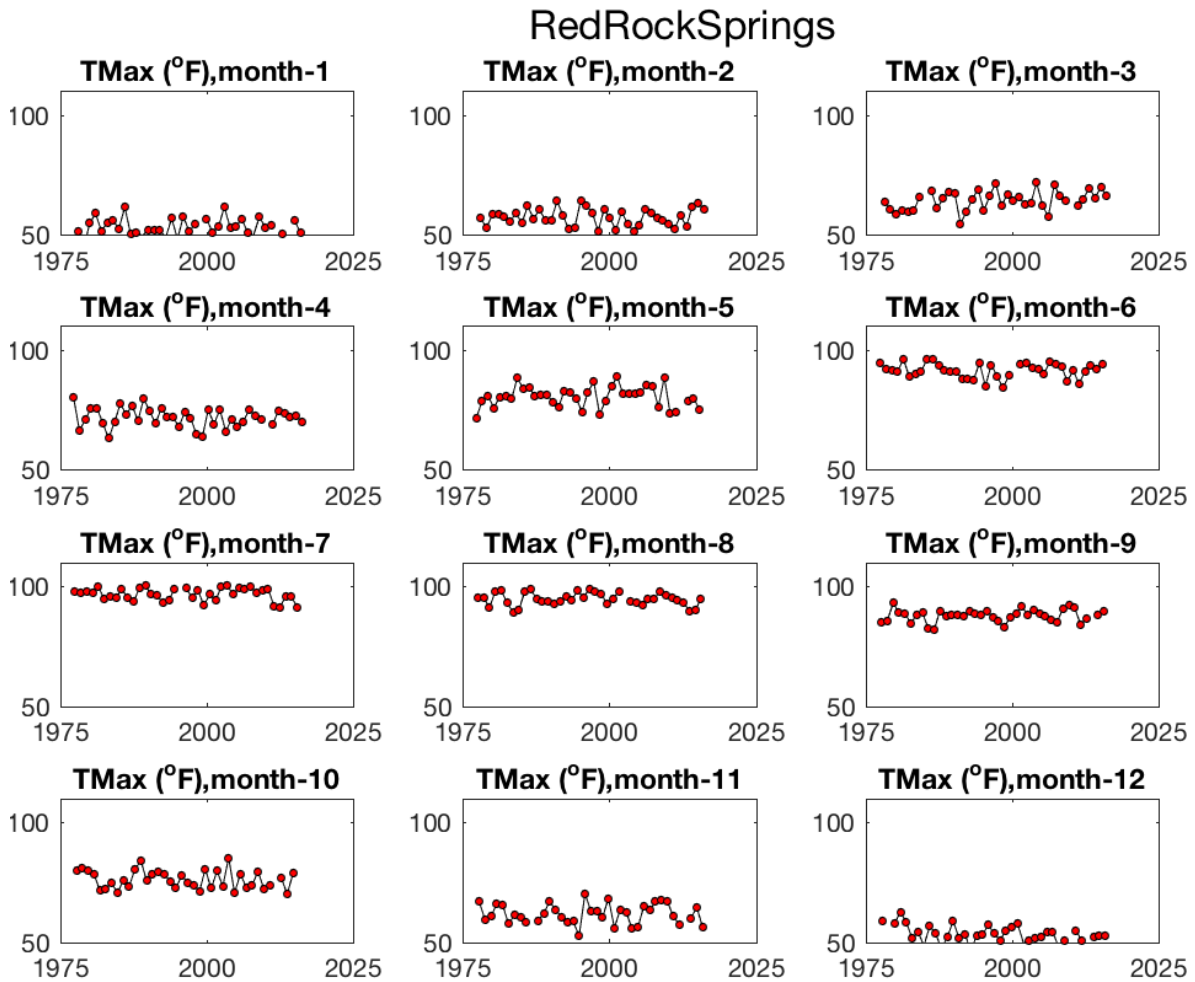 RedRockSprings
TMax (°F),month-1
TMax (°F),month-2
TMax (°F),month-3
100
100
100
50
50
50
1975 2000 2025
1975 2000 2025
1975 2000 2025
TMax (°F),month-4
TMax (°F),month-5
TMax (°F),month-6
100
100
100
50
50
50
1975 2000 2025
1975 2000 2025
1975 2000 2025
TMax (°F),month-7
TMax (°F),month-8
TMax (°F),month-9
100
100
100
50
50
50
1975 2000 2025
1975 2000 2025
1975 2000 2025
TMax (°F),month-10
TMax (°F),month-11
TMax (°F),month-12
100
100
100
50
50
50
1975 2000 2025
1975 2000 2025
1975 2000 2025